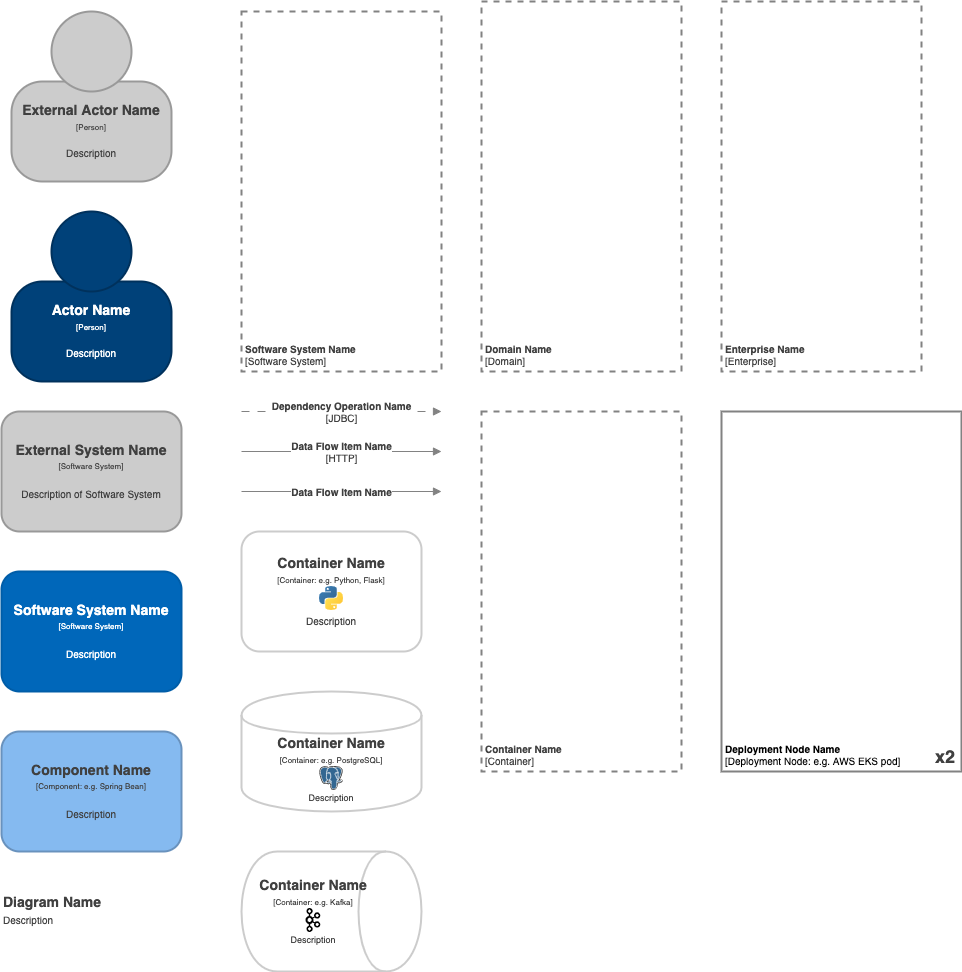 External Actor Name
[Person]
Description
Actor Name
[Person]
Description
External System Name
[Software System]
Description of Software System
Software System Name
[Software System]
Description
Component Name
[Component: e.g. Spring Bean]
Description
Diagram Name
Description
Software System Name
[Software System]
Domain Name
[Domain]
Enterprise Name
[Enterprise]
Dependency Operation Name
[JDBC]
Data Flow Item Name
[HTTP]
Data Flow Item Name
Container Name
[Container: e.g. Python, Flask]
Description
Container Name
[Container: e.g. PostgreSQL]
Description
Container Name
[Container: e.g. Kafka]
Description
Container Name
[Container]
Deployment Node Name
[Deployment Node: e.g. AWS EKS pod]
x2